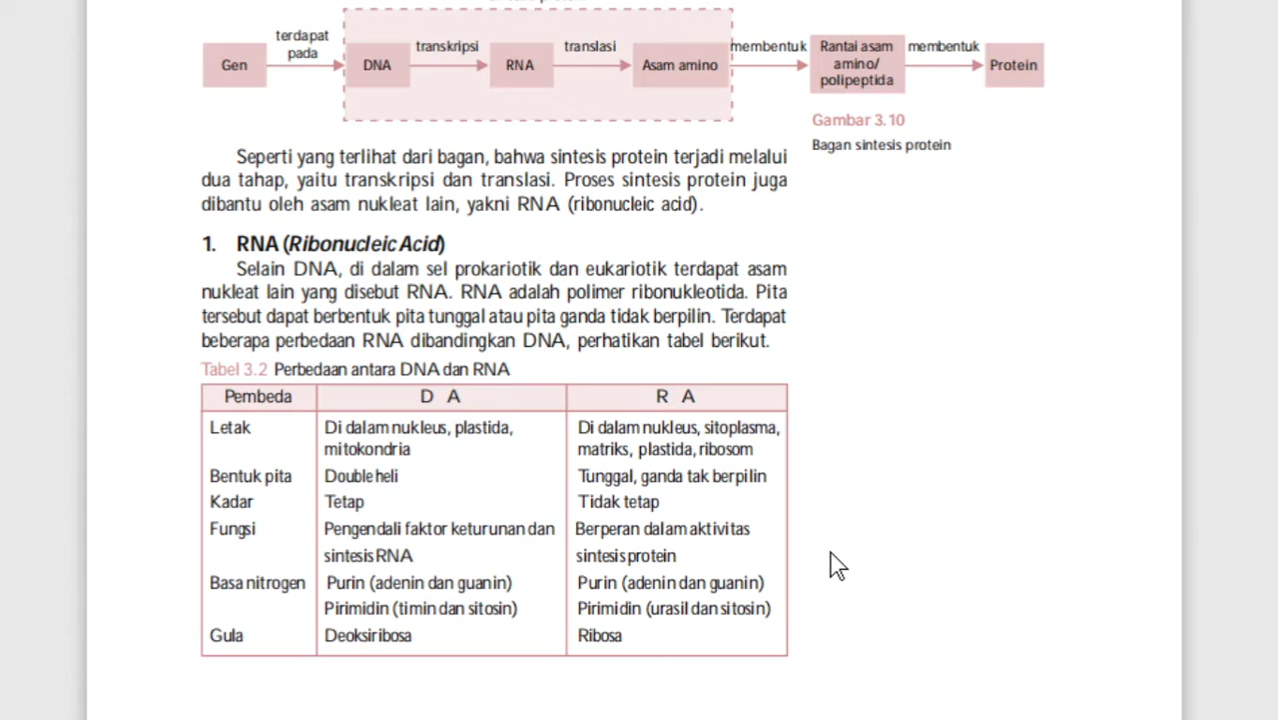 terdapat
pada
transkripsi
translasi
membentuk
membentuk
Gen
DNA
RNA
Asam amino
Rantai asam
amino/
polipeptida
Protein
Gambar 3.10
Bagan sintesis protein
Seperti yang terlihat dari bagan, bahwa sintesis protein terjadi melalui
dua tahap, yaitu transkripsi dan translasi. Proses sintesis protein juga
dibantu oleh asam nukleat lain, yakni RNA (ribonucleic acid).
1. RNA (Ribonucleic Acid)
Selain DNA, di dalam sel prokariotik dan eukariotik terdapat asam
nukleat lain yang disebut RNA. RNA adalah polimer ribonukleotida. Pita
tersebut dapat berbentuk pita tunggal atau pita ganda tidak berpilin. Terdapat
beberapa perbedaan RNA dibandingkan DNA, perhatikan tabel berikut.
Tabel 3.2 Perbedaan antara DNA dan RNA
Pembeda D A R A
Letak Di dalam nukleus, plastida, Di dalam nukleus, sitoplasma,
mitokondria matriks, plastida, ribosom
Bentuk pita Double heli Tunggal, ganda tak berpilin
Kadar Tetap Tidak tetap
Fungsi Pengendali faktor keturunan dan Berperan dalam aktivitas
sintesis RNA sintesis protein
Basa nitrogen Purin (adenin dan guanin) Purin (adenin dan guanin)
Pirimidin (timin dan sitosin) Pirimidin (urasil dan sitosin)
Gula Deoksiribosa Ribosa